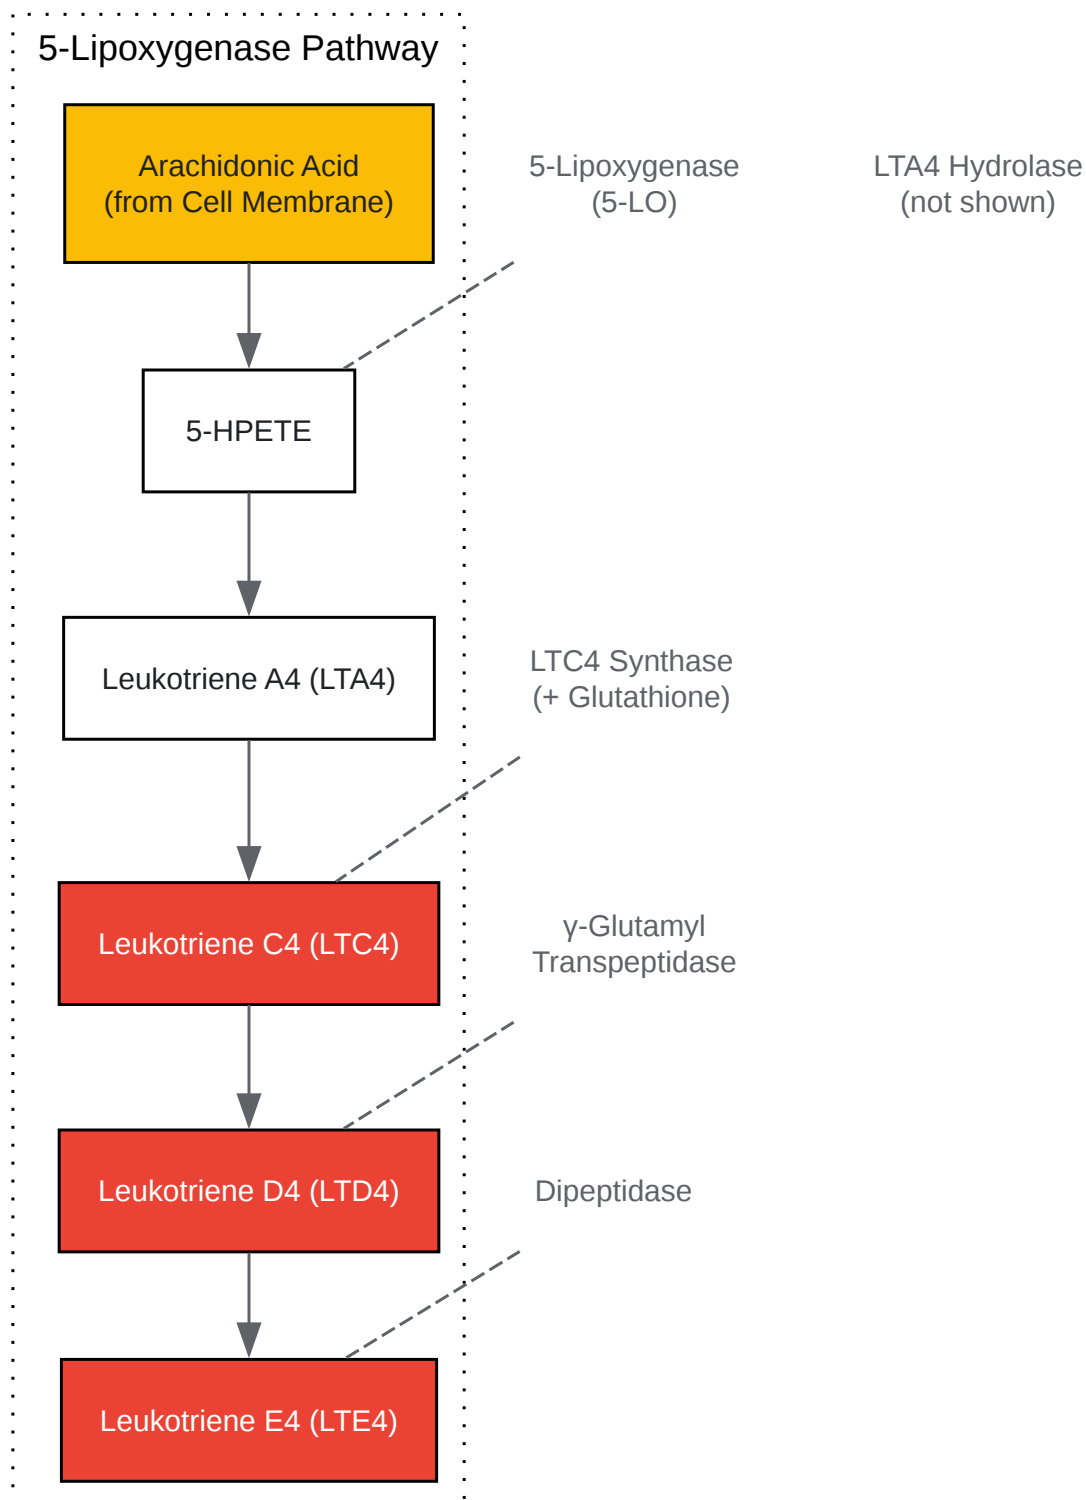 5-Lipoxygenase Pathway
Arachidonic Acid
(from Cell Membrane)
5-Lipoxygenase
(5-LO)
LTA4 Hydrolase
(not shown)
5-HPETE
Leukotriene A4 (LTA4)
LTC4 Synthase
(+ Glutathione)
Leukotriene C4 (LTC4)
γ-Glutamyl
Transpeptidase
Leukotriene D4 (LTD4)
Dipeptidase
Leukotriene E4 (LTE4)